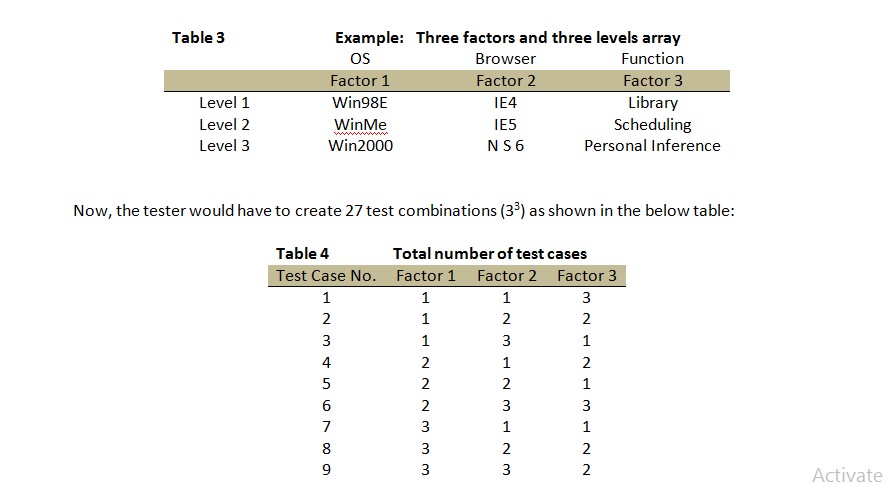 Table 3 Example: Three factors and three levels array
OS Browser Function
Factor 1 Factor 2 Factor 3
Level 1 Win98E IE4 Library
Level 2 WinMe IE5 Scheduling
Level 3 Win2000 N S 6 Personal Inference
Now, the tester would have to create 27 test combinations (3³) as shown in the below table:
Table 4 Total number of test cases
Test Case No. Factor 1 Factor 2 Factor 3
1 1 1 3
2 1 2 2
3 1 3 1
4 2 1 2
5 2 2 1
6 2 3 3
7 3 1 1
8 3 2 2
9 3 3 2
Activate